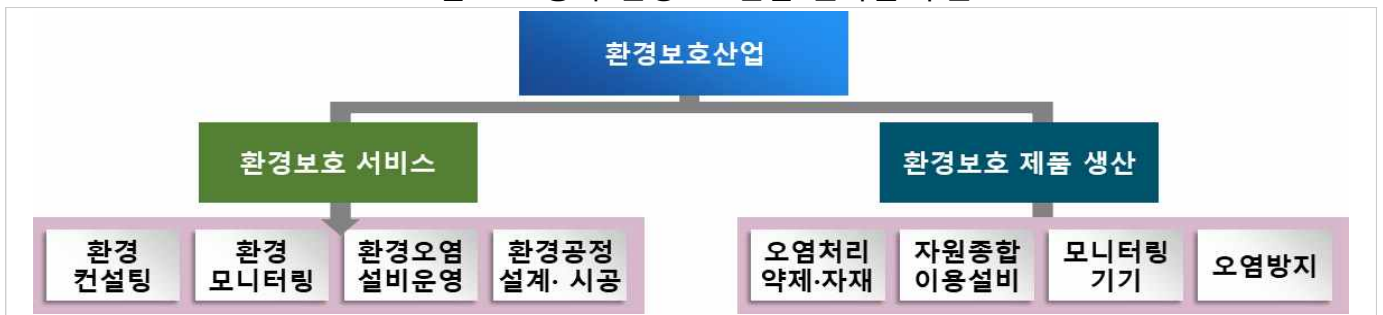 환경보호산업
환경보호 서비스
환경보호 제품 생산
환경
컨설팅
환경
모니터링
환경오염
설비운영
환경공정
설계· 시공
오염처리
약제·자재
자원종합
이용설비
모니터링
기기
오염방지